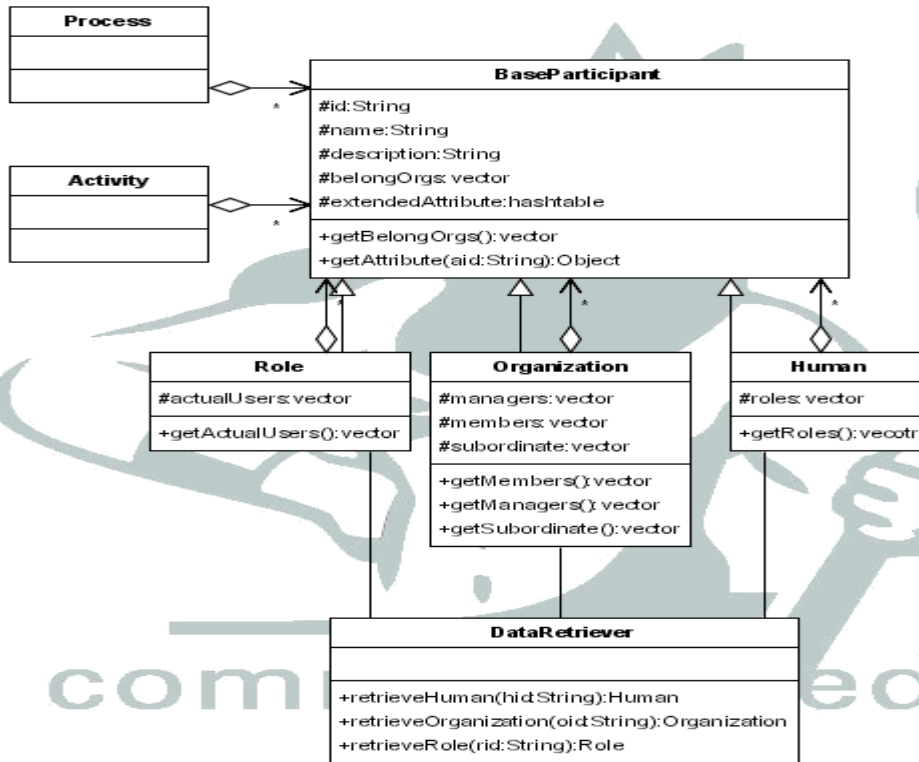 Process
BaseParticipant
#id:String
#name:String
#description:String
#belongOrgs:vector
#extendedAttribute:hashtable
+getBelongOrgs():vector
+getAttribute(aid:String):Object
*
Activity
*
*
*
*
Role
#actualUsers:vector
+getActualUsers():vector
Organization
#managers:vector
#members:vector
#subordinate:vector
+getMembers():vector
+getManagers():vector
+getSubordinate():vector
Human
#roles:vector
+getRoles():vecotr
DataRetriever
+retrieveHuman(hid:String):Human
+retrieveOrganization(oid:String):Organization
+retrieveRole(rid:String):Role